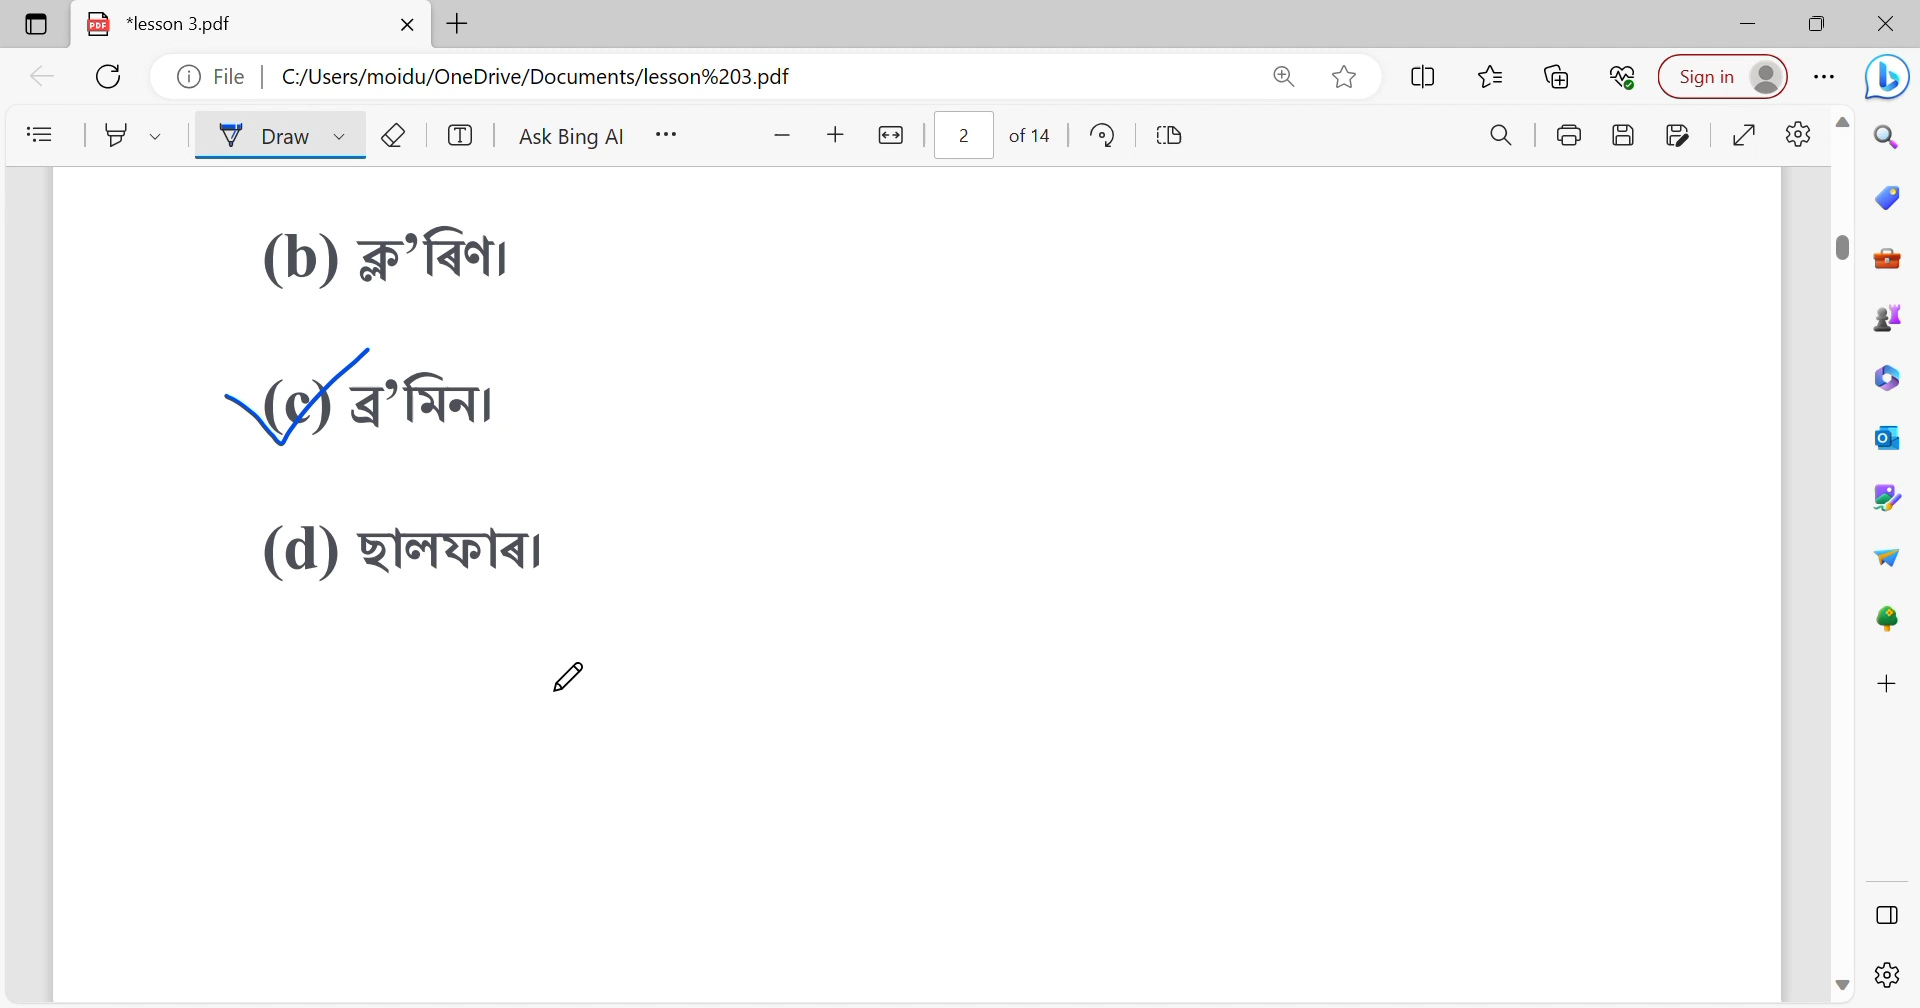 *lesson 3.pdf
File
C:/Users/moidu/OneDrive/Documents/lesson%203.pdf
Sign in
Draw
Ask Bing AI
2 of 14
(b) ক্ল’ৰিণ।
(c) ব্ৰ’মিন।
(d) ছালফাৰ।